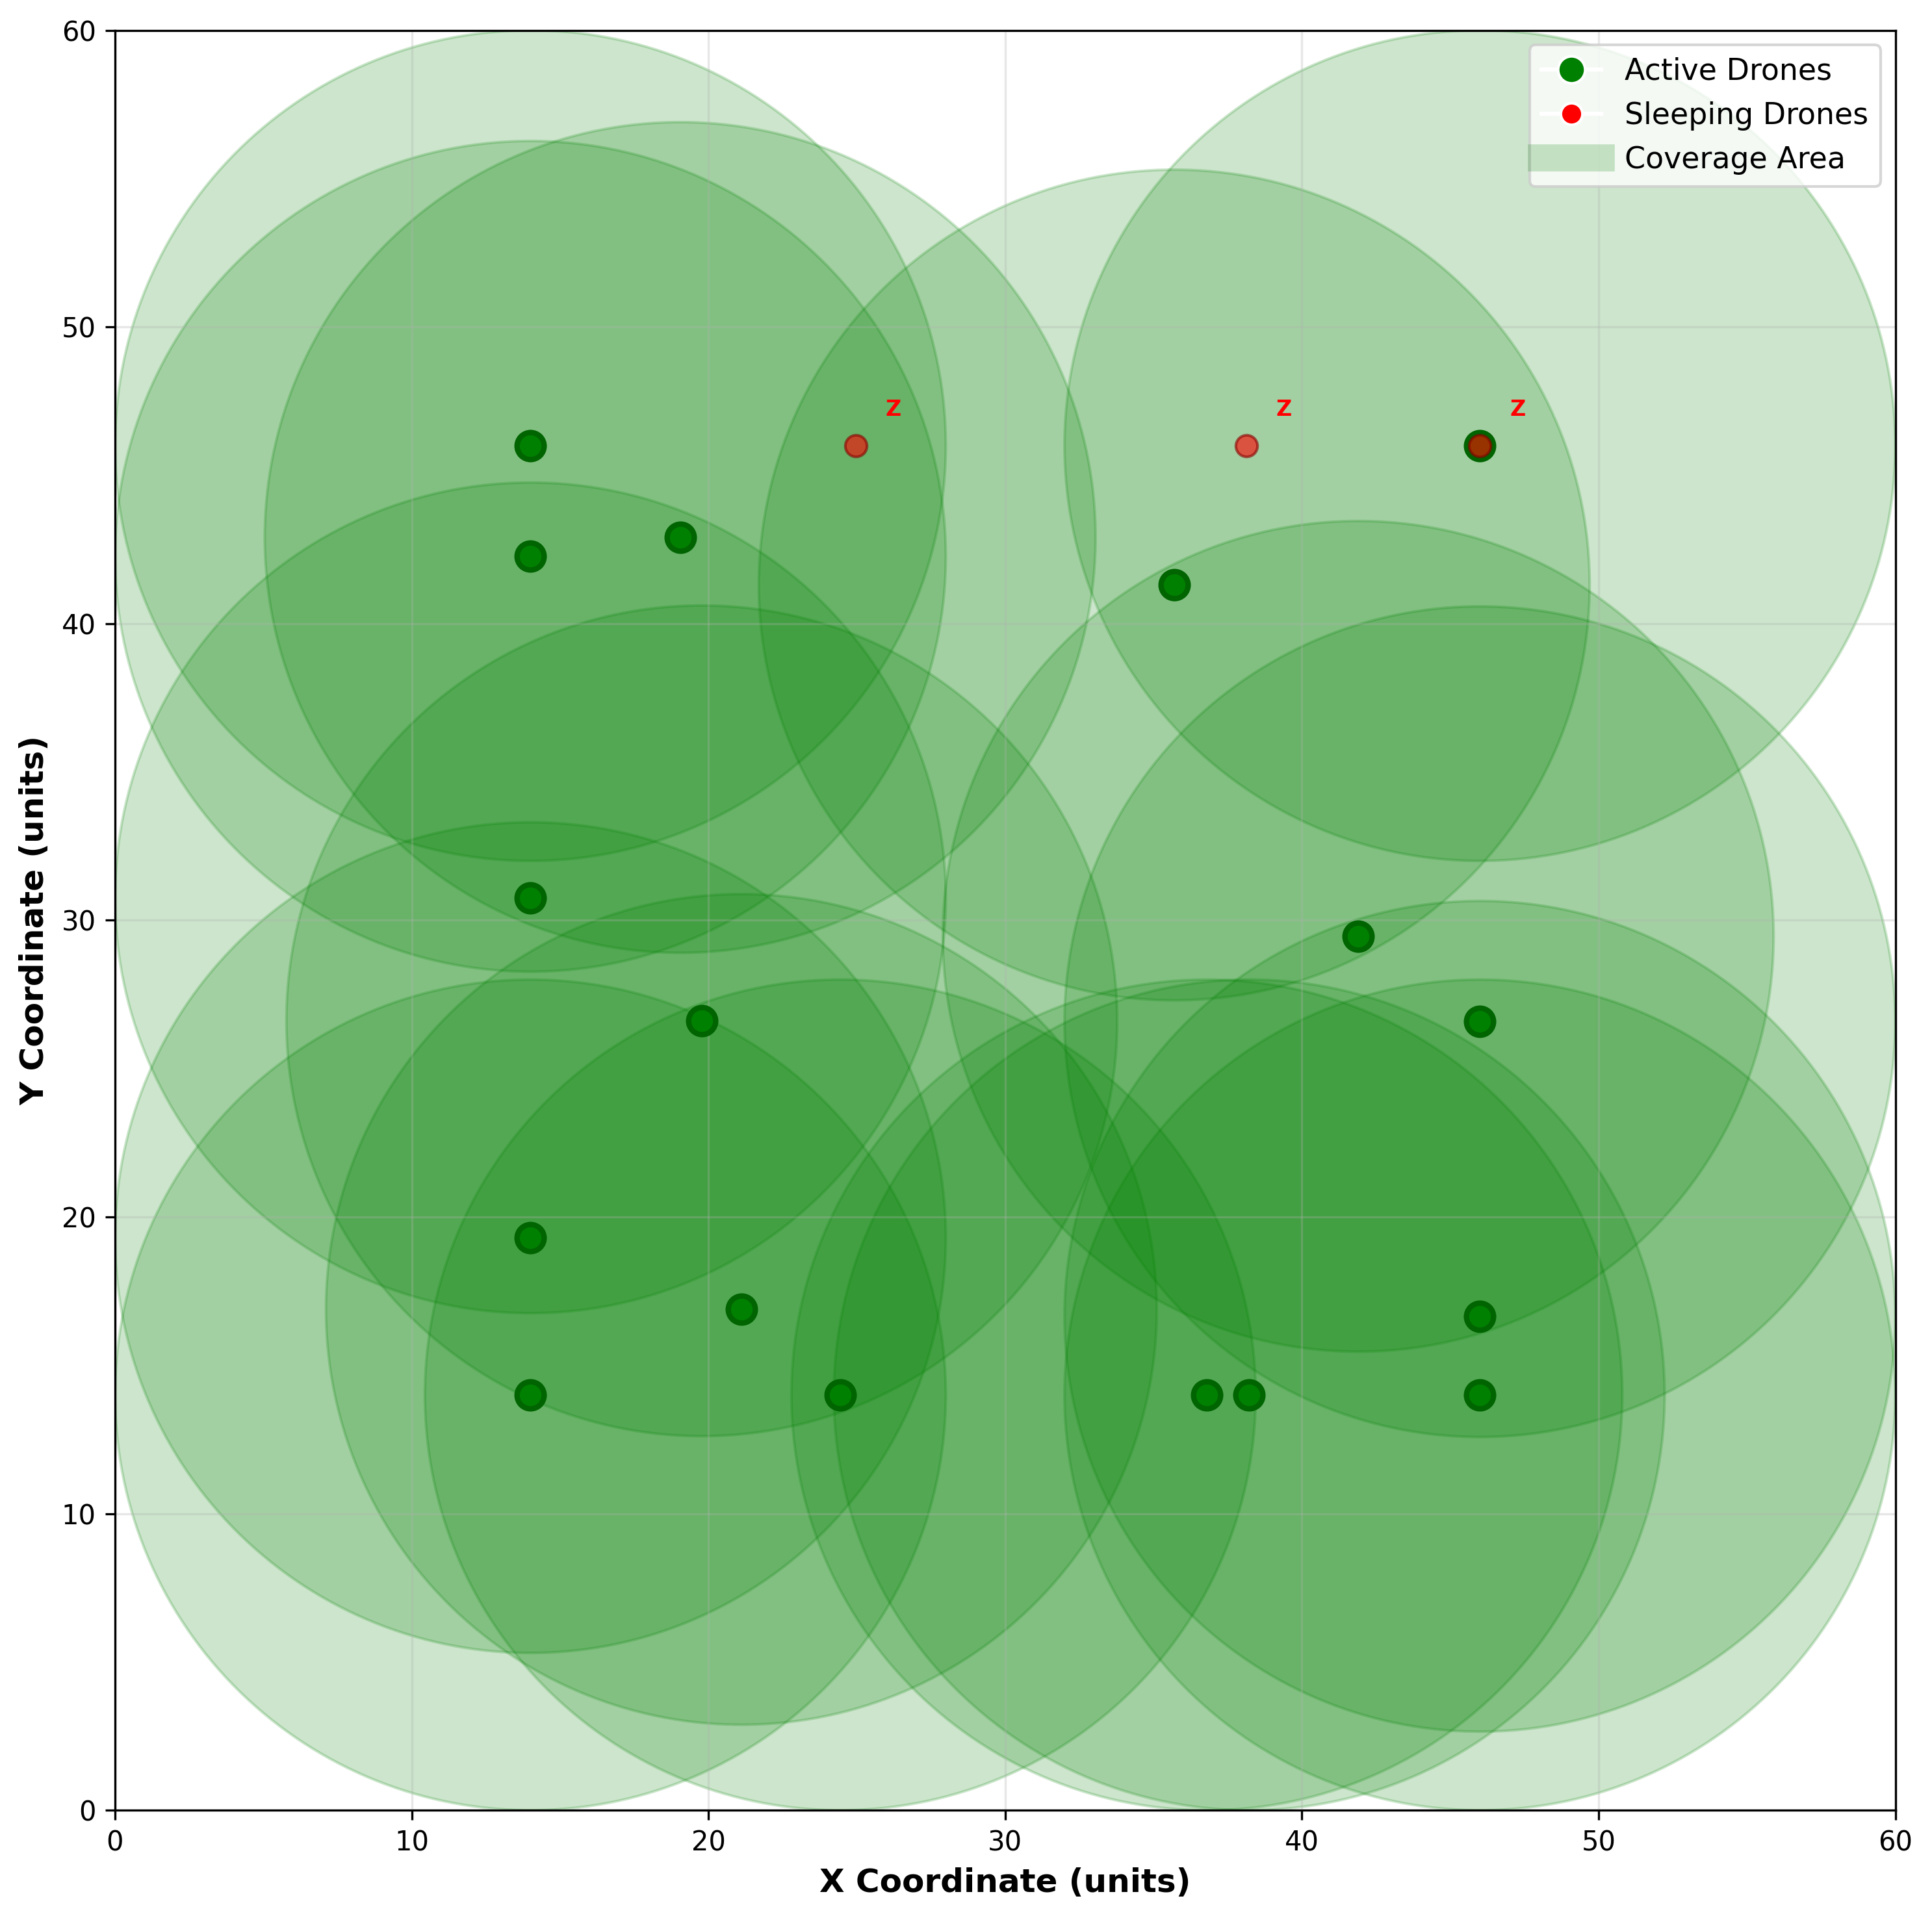 60
50
40
30
20
10
0
Y Coordinate (units)
Active Drones
Sleeping Drones
Coverage Area
z
z
z
0
10
20
30
40
50
60
X Coordinate (units)